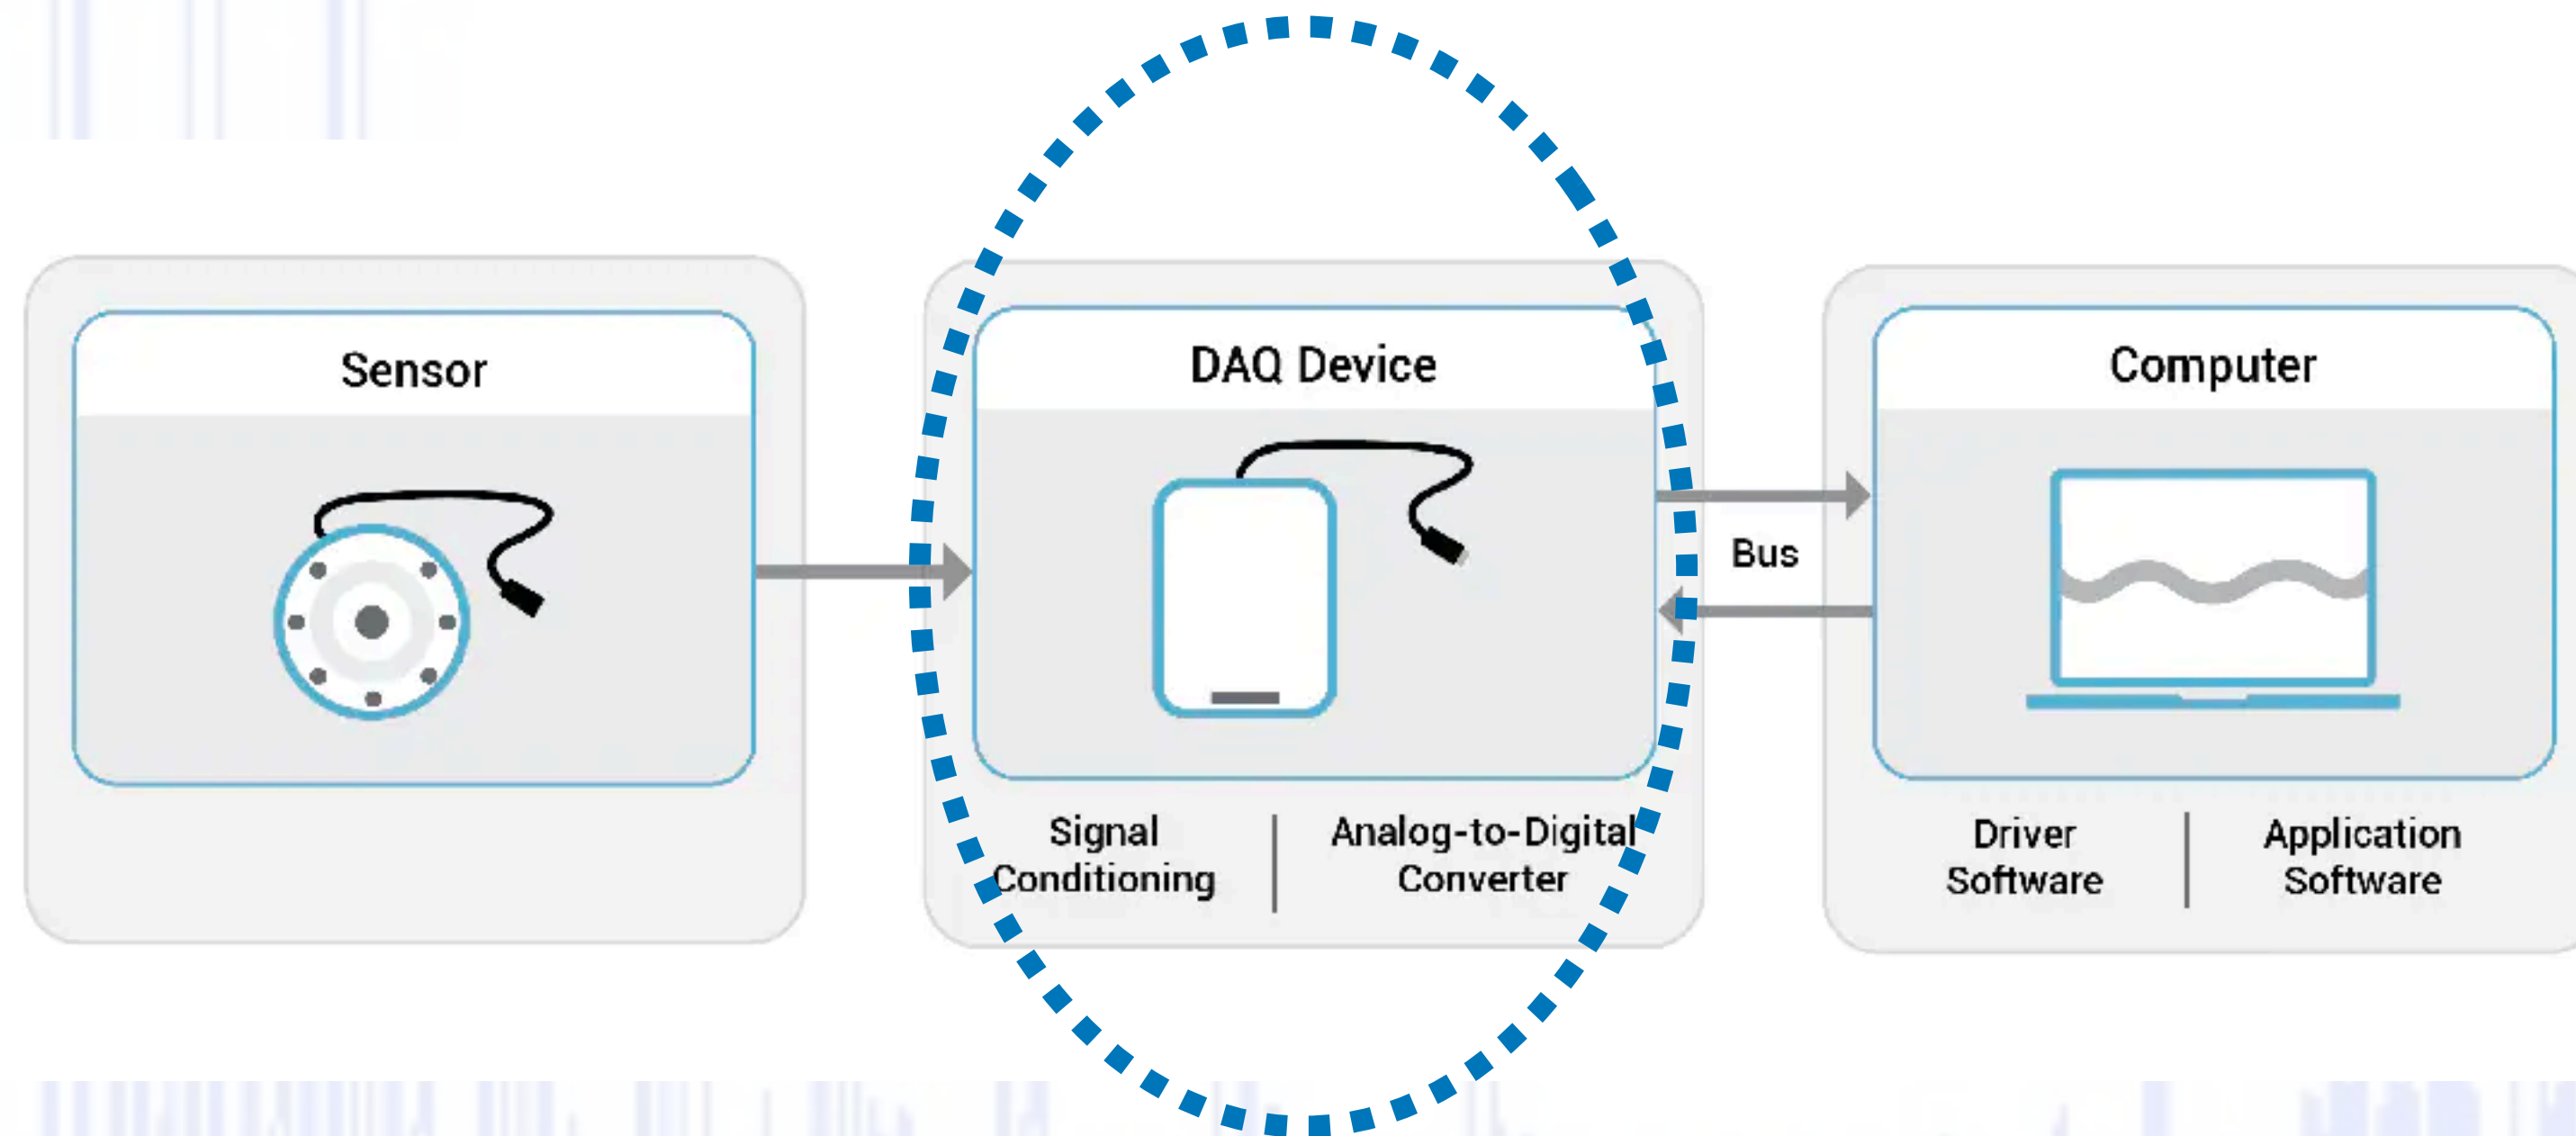 Sensor
DAQ Device
Bus
Computer
Signal
Conditioning
Analog-to-Digital
Converter
Driver
Software
Application
Software